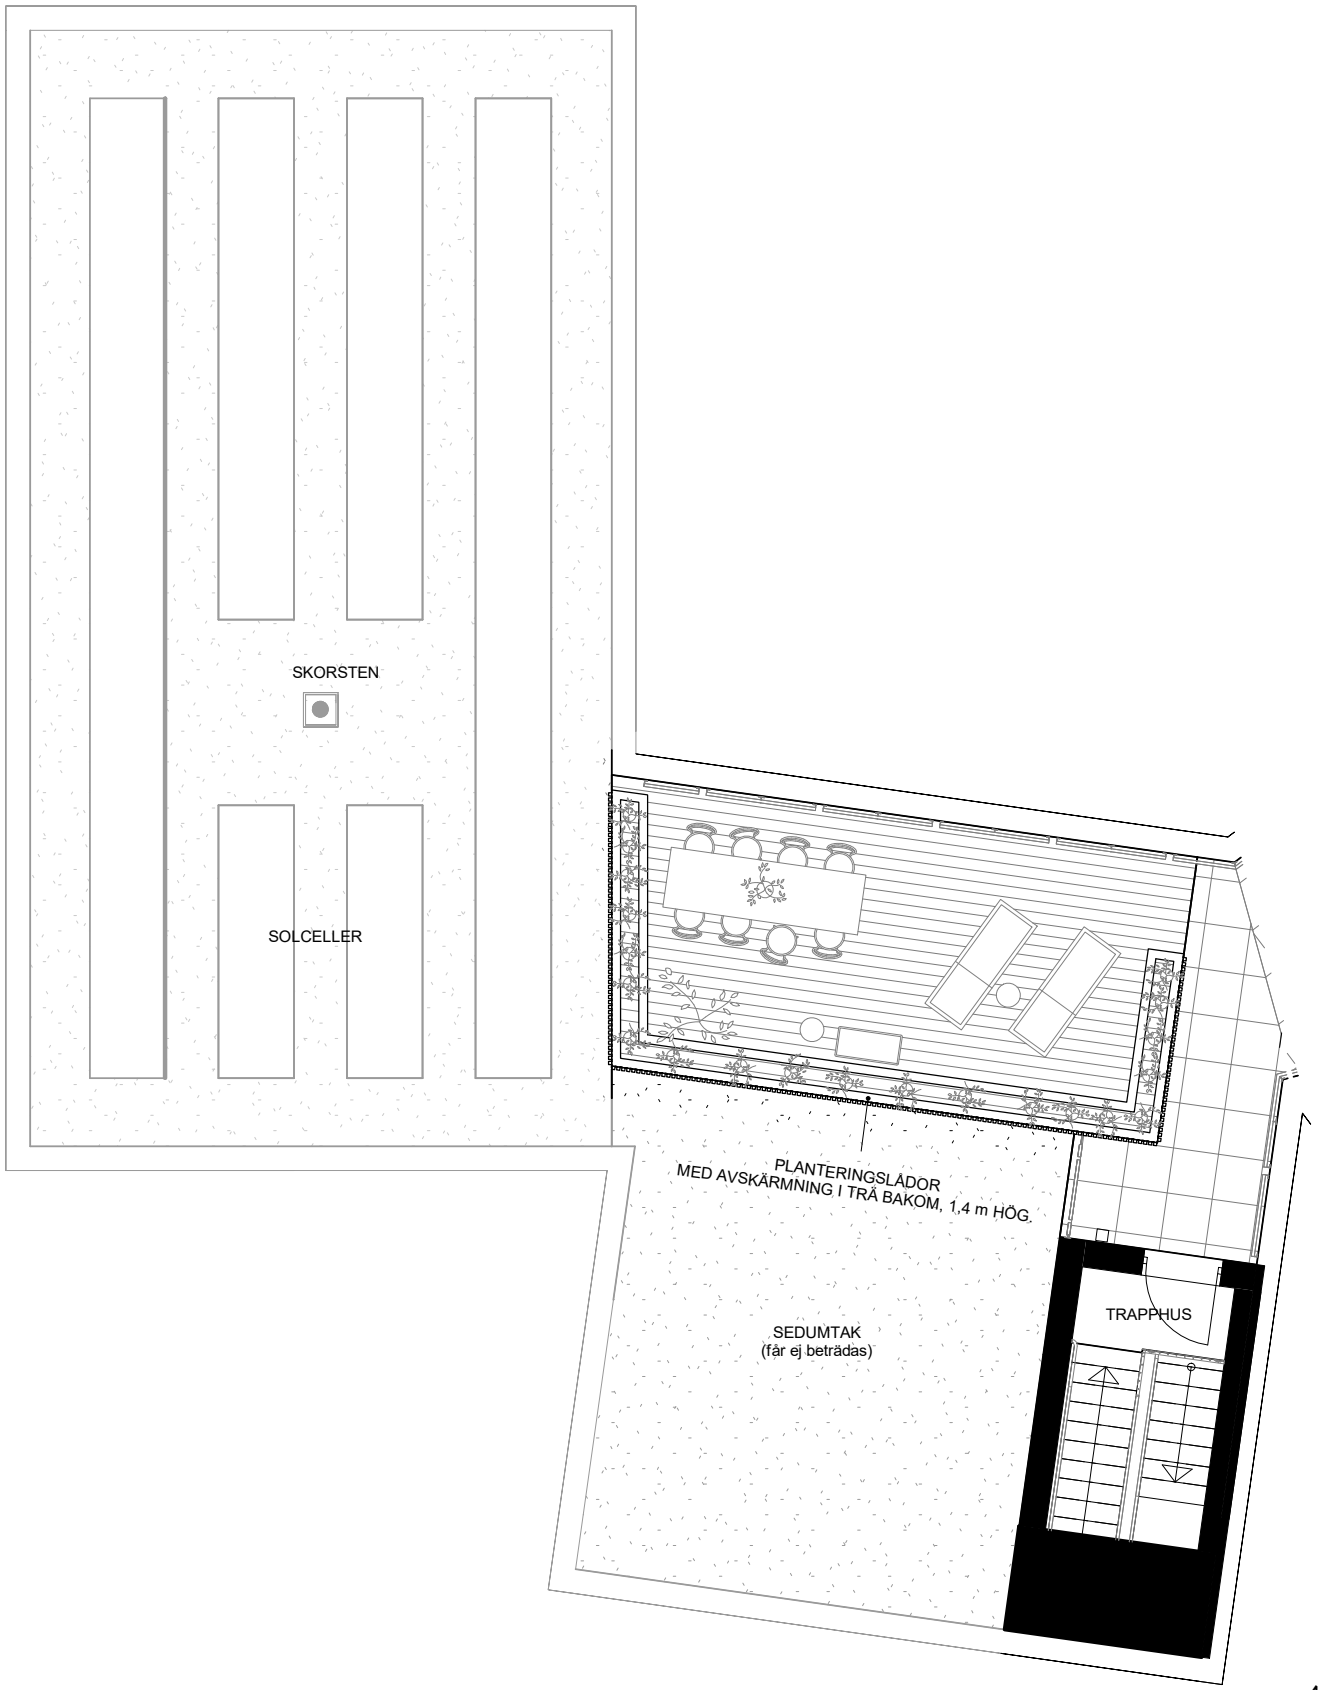 SKORSTEN
SOLCELLER
PLANTERINGSLÅDOR
MED AVSKÄRMNING I TRÄ BAKOM, 1,4 m HÖG.
TRAPPHUS
SEDUMTAK
(får ej beträdas)